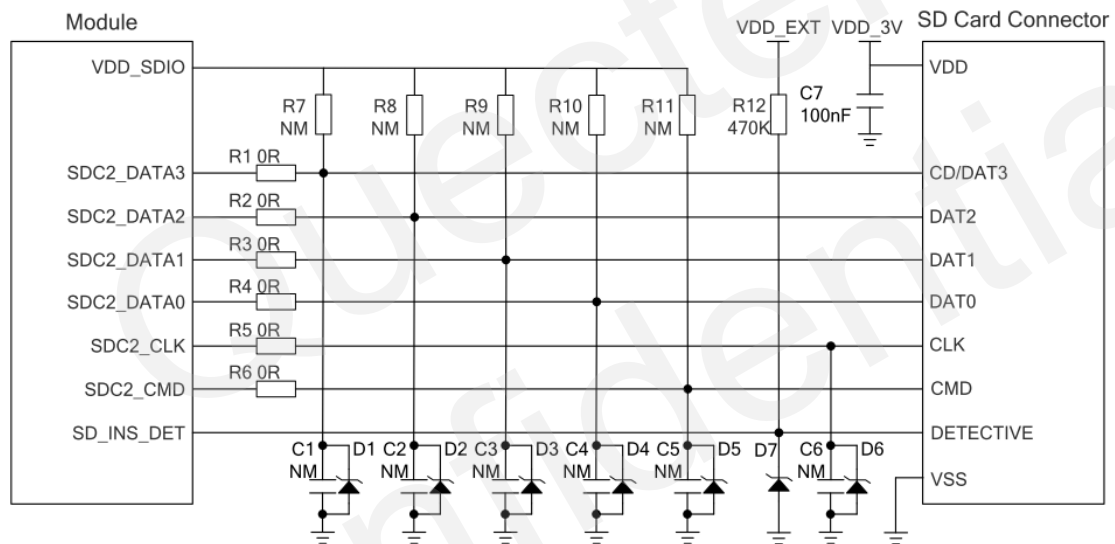 Module
VDD_EXT VDD_3V SD Card Connector
VDD_SDIO VDD
R7 R8 R9 R10 R11 R12 C7
NM NM NM NM NM 470K 100nF
R1 0R
SDC2_DATA3 CD/DAT3
R2 0R
SDC2_DATA2 DAT2
R3 0R
SDC2_DATA1 DAT1
R4 0R
SDC2_DATA0 DAT0
R5 0R
SDC2_CLK CLK
R6 0R
SDC2_CMD CMD
SD_INS_DET DETECTIVE
C1 D1 C2 D2 C3 D3 C4 D4 C5 D5 D7 C6 D6
NM NM NM NM NM NM
VSS
Quectel
Confidential